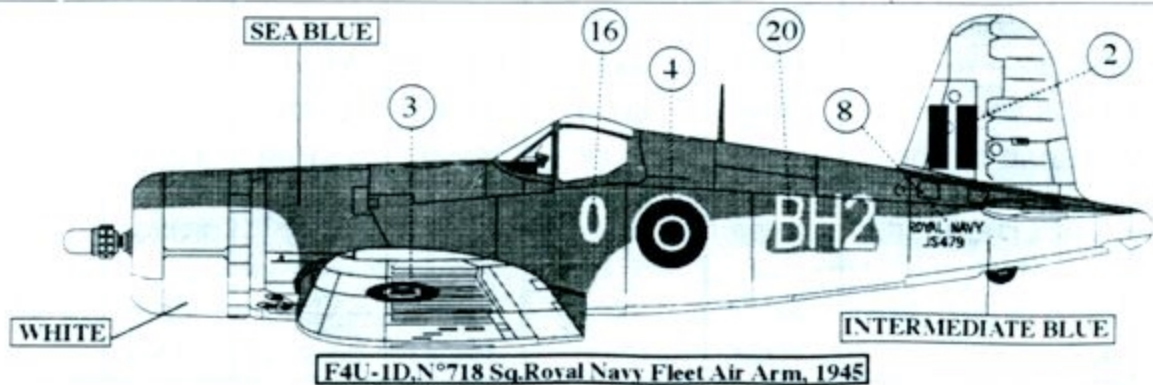 SEA BLUE
16
20
4
2
3
8
0
BH2
ROYAL NAVY
JS479
WHITE
INTERMEDIATE BLUE
F4U-1D,N°718 Sq.Royal Navy Fleet Air Arm, 1945